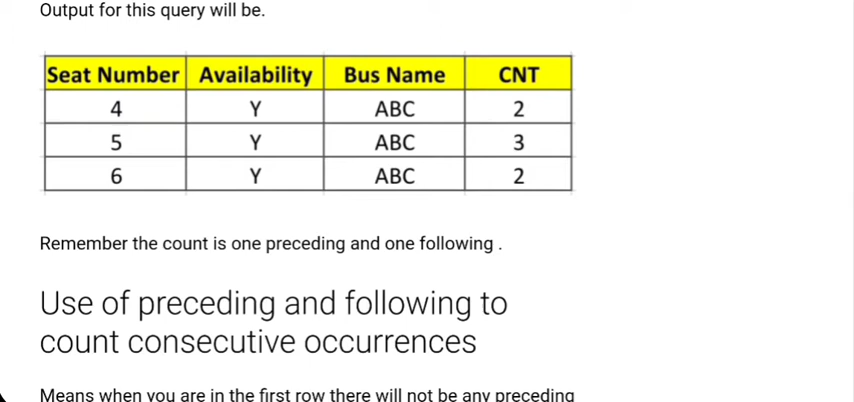 Output for this query will be.
Seat Number Availability Bus Name CNT
4 Y ABC 2
5 Y ABC 3
6 Y ABC 2
Remember the count is one preceding and one following .
Use of preceding and following to
count consecutive occurrences
Means when you are in the first row there will not be any preceding